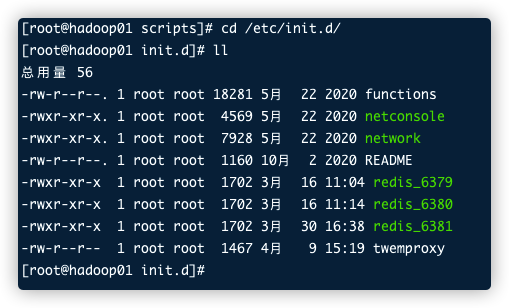 [root@hadoop01 scripts]# cd /etc/init.d/
[root@hadoop01 init.d]# ll
总用量 56
-rw-r--r--. 1 root root 18281 5月  22 2020 functions
-rwxr-xr-x. 1 root root  4569 5月  22 2020 netconsole
-rwxr-xr-x. 1 root root  7928 5月  22 2020 network
-rw-r--r--. 1 root root  1160 10月  2 2020 README
-rwxr-xr-x  1 root root  1702 3月  16 11:04 redis_6379
-rwxr-xr-x  1 root root  1702 3月  16 11:14 redis_6380
-rwxr-xr-x  1 root root  1702 3月  30 16:38 redis_6381
-rw-r--r--  1 root root  1467 4月   9 15:19 twemproxy
[root@hadoop01 init.d]#